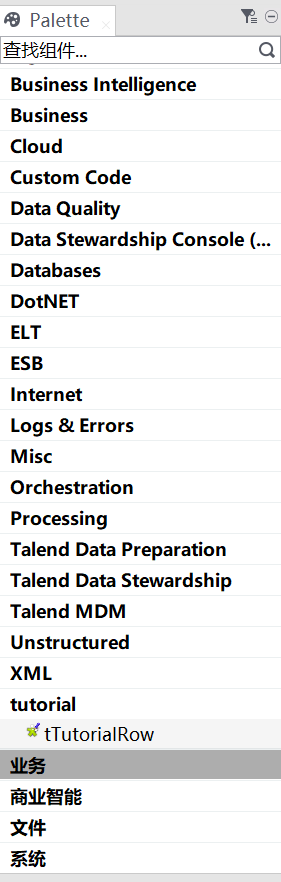 Palette
查找组件...
Business Intelligence
Business
Cloud
Custom Code
Data Quality
Data Stewardship Console (...
Databases
DotNET
ELT
ESB
Internet
Logs & Errors
Misc
Orchestration
Processing
Talend Data Preparation
Talend Data Stewardship
Talend MDM
Unstructured
XML
tutorial
tTutorialRow
业务
商业智能
文件
系统